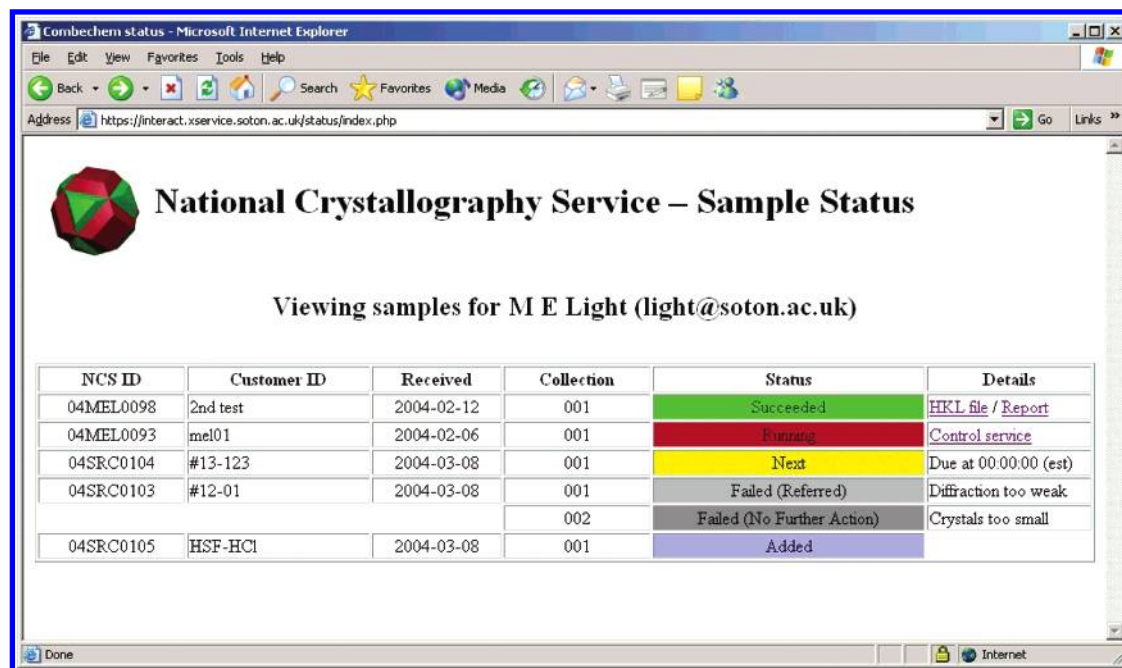 Combechem status - Microsoft Internet Explorer
File Edit View Favorites Tools Help
Back Search Favorites Media
Address https://interact.xservice.soton.ac.uk/status/index.php Go Links »
National Crystallography Service – Sample Status
Viewing samples for M E Light (light@soton.ac.uk)
NCS ID Customer ID Received Collection Status Details
04MEL0098 2nd test 2004-02-12 001 Succeeded HKL file / Report
04MEL0093 mel01 2004-02-06 001 Running Control service
04SRC0104 #13-123 2004-03-08 001 Next Due at 00:00:00 (est)
04SRC0103 #12-01 2004-03-08 001 Failed (Referred) Diffraction too weak
002 Failed (No Further Action) Crystals too small
04SRC0105 HSF-HCl 2004-03-08 001 Added
Done Internet